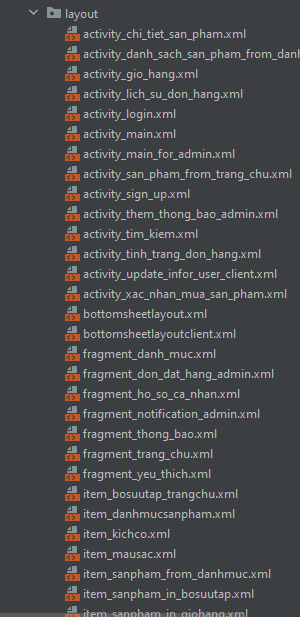 layout
activity_chi_tiet_san_pham.xml
activity_danh_sach_san_pham_from_danh
activity_gio_hang.xml
activity_lich_su_don_hang.xml
activity_login.xml
activity_main.xml
activity_main_for_admin.xml
activity_san_pham_from_trang_chu.xml
activity_sign_up.xml
activity_them_thong_bao_admin.xml
activity_tim_kiem.xml
activity_tinh_trang_don_hang.xml
activity_update_infor_user_client.xml
activity_xac_nhan_mua_san_pham.xml
bottomsheetlayout.xml
bottomsheetlayoutclient.xml
fragment_danh_muc.xml
fragment_don_dat_hang_admin.xml
fragment_ho_so_ca_nhan.xml
fragment_notification_admin.xml
fragment_thong_bao.xml
fragment_trang_chu.xml
fragment_yeu_thich.xml
item_bosuutap_trangchu.xml
item_danhmucsanpham.xml
item_kichco.xml
item_mausac.xml
item_sanpham_from_danhmuc.xml
item_sanpham_in_bosuutap.xml
item_sanpham_in_giohang.xml